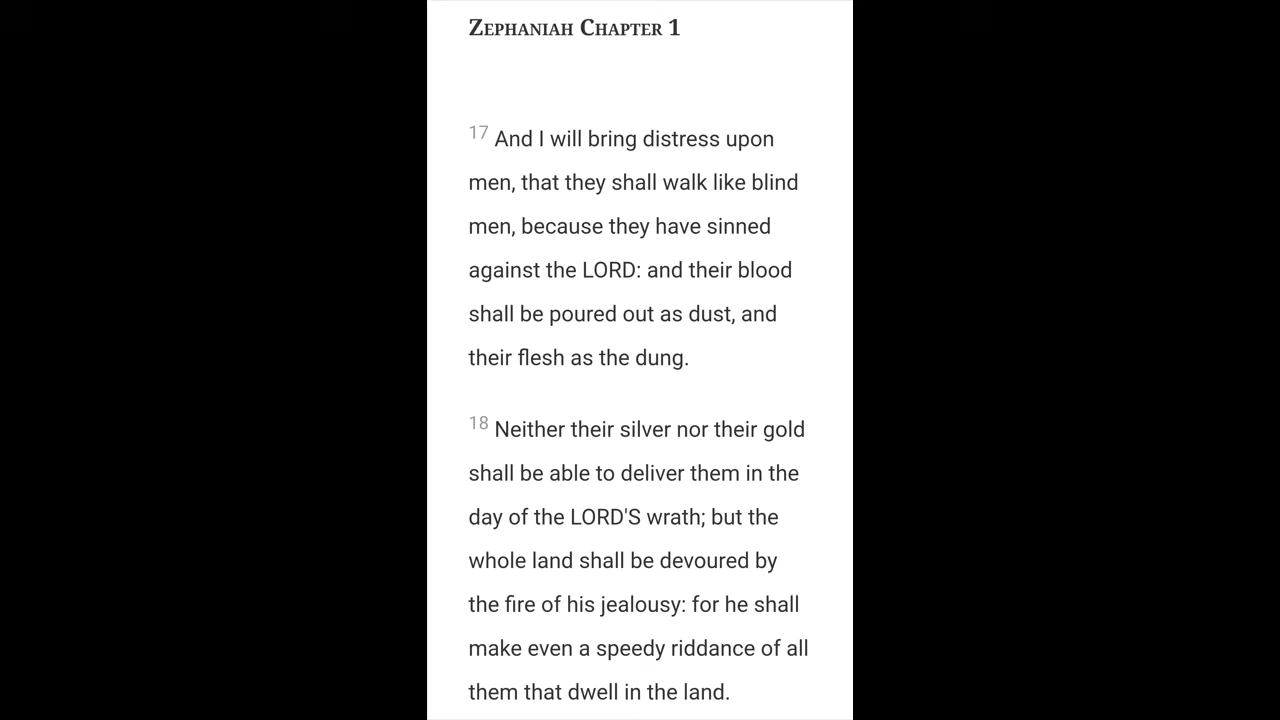 Zephaniah Chapter 1
17 And I will bring distress upon
men, that they shall walk like blind
men, because they have sinned
against the LORD: and their blood
shall be poured out as dust, and
their flesh as the dung.
18 Neither their silver nor their gold
shall be able to deliver them in the
day of the LORD'S wrath; but the
whole land shall be devoured by
the fire of his jealousy: for he shall
make even a speedy riddance of all
them that dwell in the land.